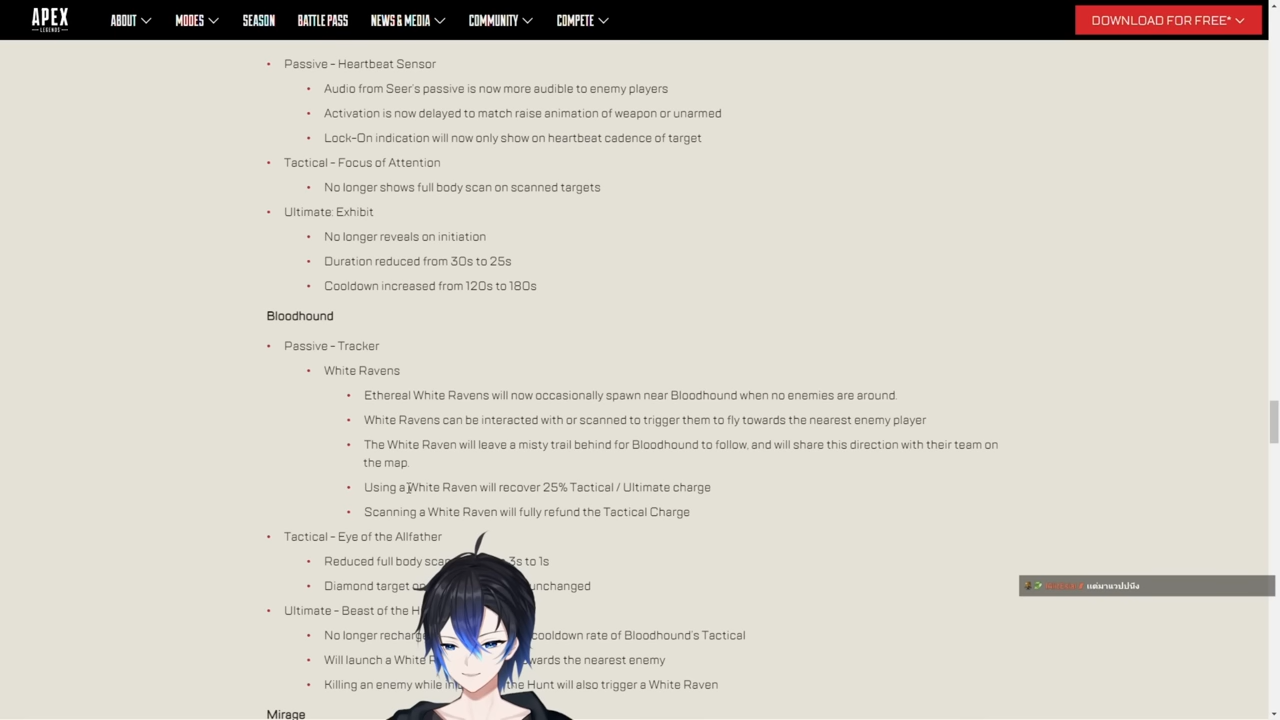 APEX
LEGENDS
ABOUT MODES SEASON BATTLE PASS NEWS & MEDIA COMMUNITY COMPETE
DOWNLOAD FOR FREE*
Passive - Heartbeat Sensor
Audio from Seer's passive is now more audible to enemy players
Activation is now delayed to match raise animation of weapon or unarmed
Lock-On indication will now only show on heartbeat cadence of target
Tactical - Focus of Attention
No longer shows full body scan on scanned targets
Ultimate: Exhibit
No longer reveals on initiation
Duration reduced from 30s to 25s
Cooldown increased from 120s to 180s
Bloodhound
Passive - Tracker
White Ravens
Ethereal White Ravens will now occasionally spawn near Bloodhound when no enemies are around.
White Ravens can be interacted with or scanned to trigger them to fly towards the nearest enemy player
The White Raven will leave a misty trail behind for Bloodhound to follow, and will share this direction with their team on
the map.
Using a White Raven will recover 25% Tactical / Ultimate charge
Scanning a White Raven will fully refund the Tactical Charge
Tactical - Eye of the Allfather
Reduced full body 3s to 1s
แต่มาแวปปบึง
Diamond target unchanged
Ultimate - Beast of the
No longer cooldown rate of Bloodhound's Tactical
Will launch a White the nearest enemy
Killing an enemy while the Hunt will also trigger a White Raven
Mirage